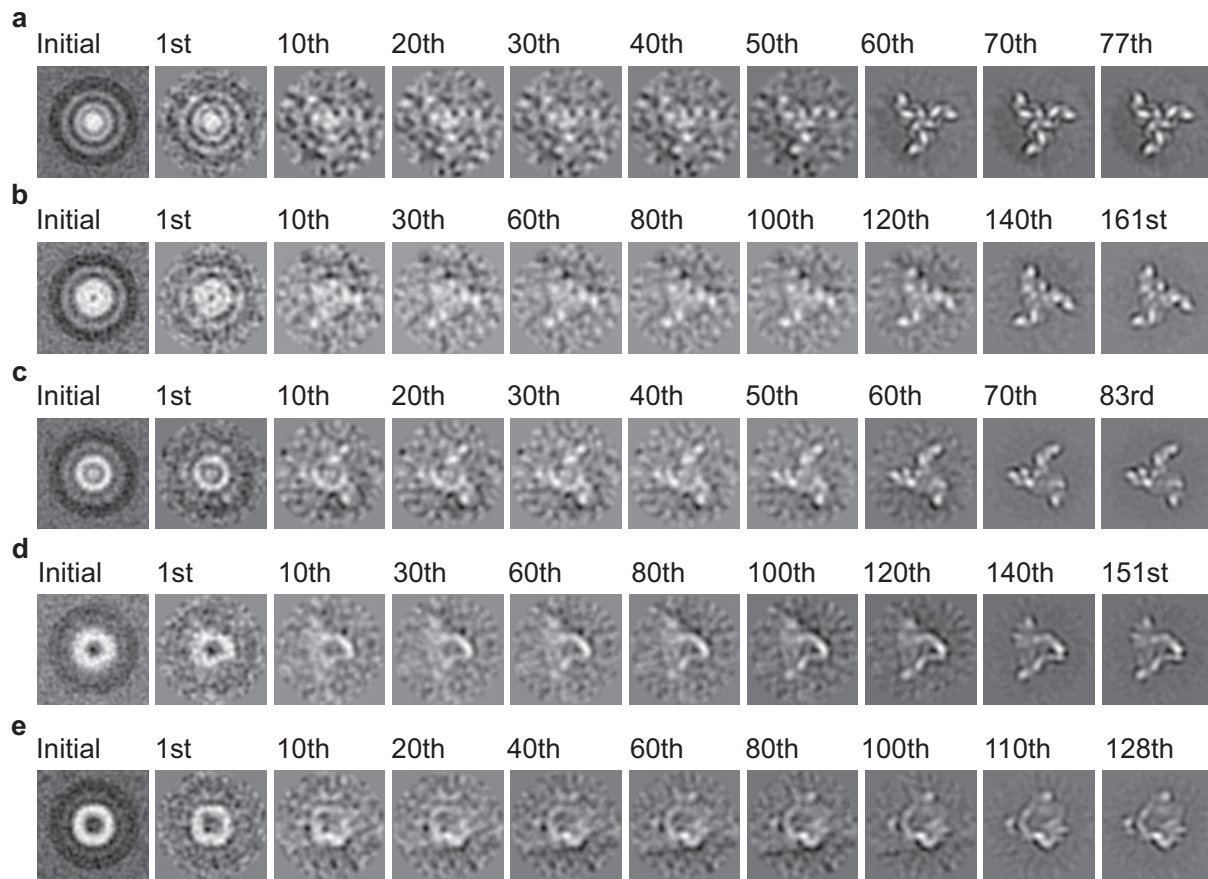 a
Initial 1st 10th 20th 30th 40th 50th 60th 70th 77th
b
Initial 1st 10th 30th 60th 80th 100th 120th 140th 161st
c
Initial 1st 10th 20th 30th 40th 50th 60th 70th 83rd
d
Initial 1st 10th 30th 60th 80th 100th 120th 140th 151st
e
Initial 1st 10th 20th 40th 60th 80th 100th 110th 128th